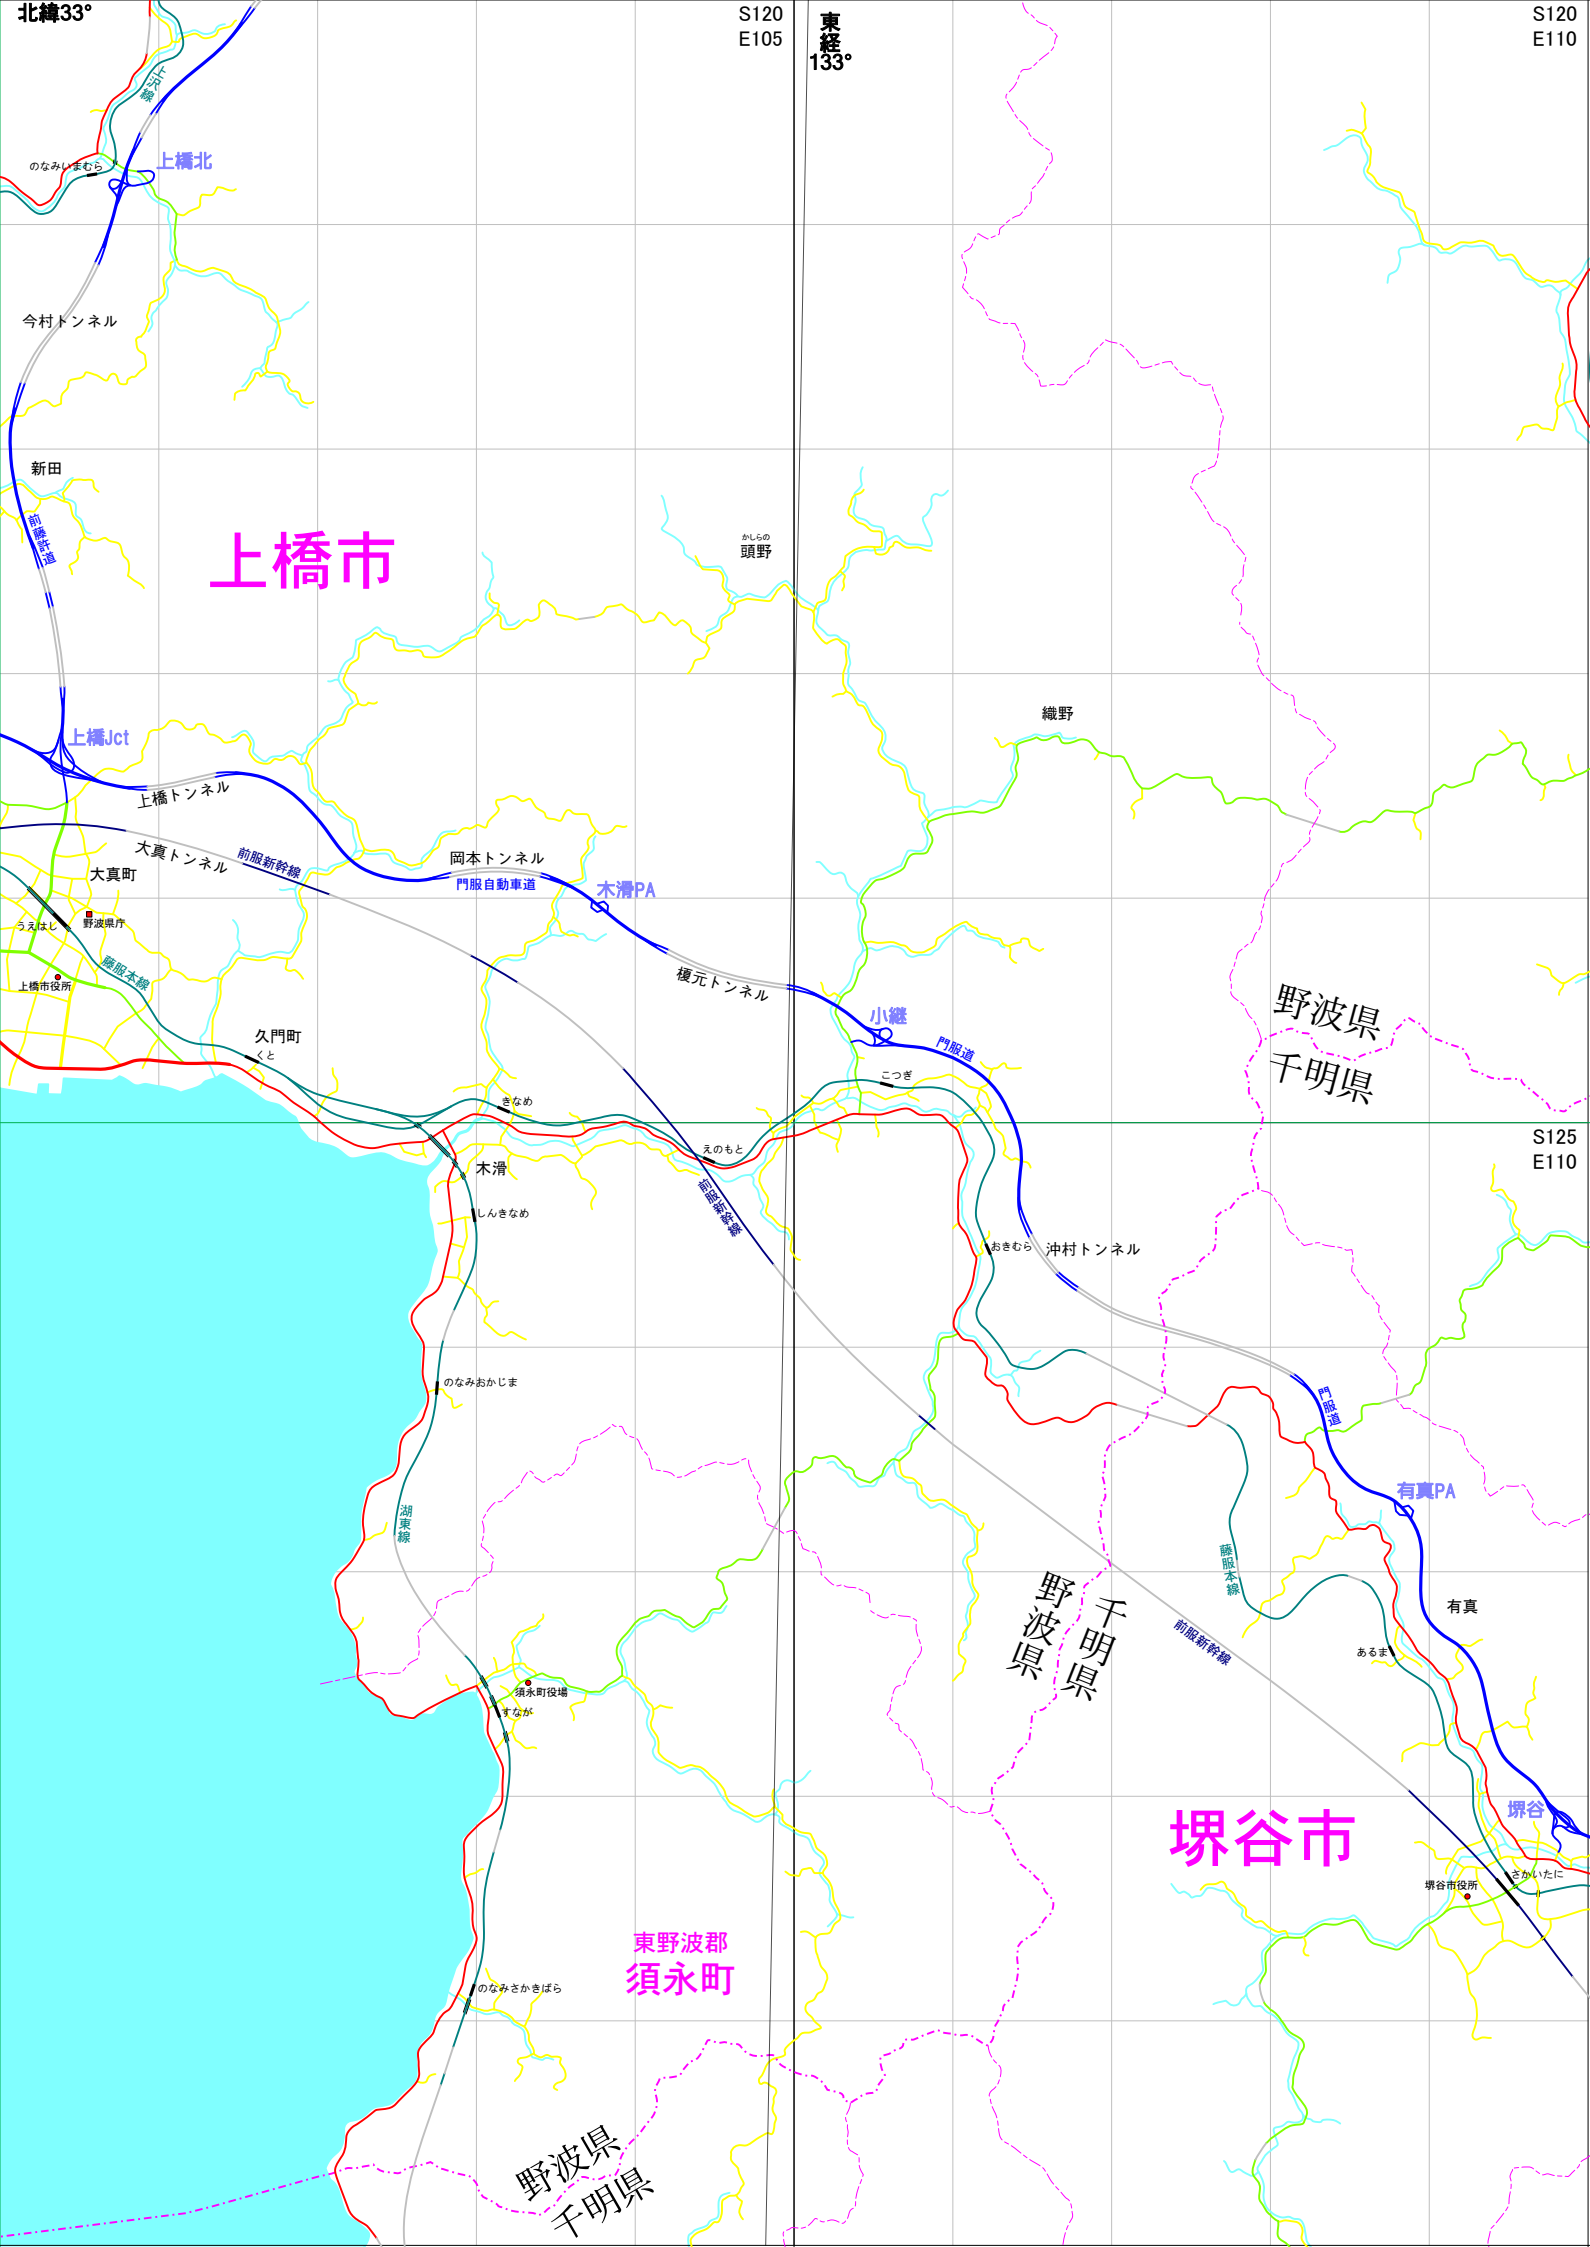 北緯33°
S120
E105
東経
133°
S120
E110
上沢線
のなみいまむら
上橋北
今村トンネル
新田
前藤許道
上橋市
かしらの
頭野
織野
上橋Jct
上橋トンネル
大真トンネル
前服新幹線
岡本トンネル
門服自動車道
木滑PA
大真町
うえはし
野波県庁
上橋市役所
藤服本線
榎元トンネル
小継
門服道
野波県
千明県
久門町
くと
きなめ
こつぎ
S125
E110
えのもと
木滑
しんきなめ
前服新幹線
おきむら
沖村トンネル
のなみおかじま
門服道
湖東線
有真PA
藤服本線
野波県
千明県
有真
前服新幹線
あるま
須永町役場
すなが
堺谷
堺谷市
さかいたに
堺谷市役所
東野波郡
須永町
のなみさかきばら
野波県
千明県